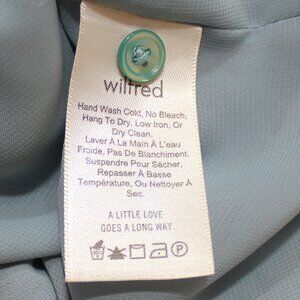 wilfred
Hand Wash Cold, No Bleach,
Hang To Dry, Low Iron, Or
Dry Clean.
Laver À La Main À L'eau
Froide, Pas De Blanchiment,
Suspendre Pour Sécher,
Repasser À Basse
Température, Ou Nettoyer À
Sec.
A LITTLE LOVE
GOES A LONG WAY.
P